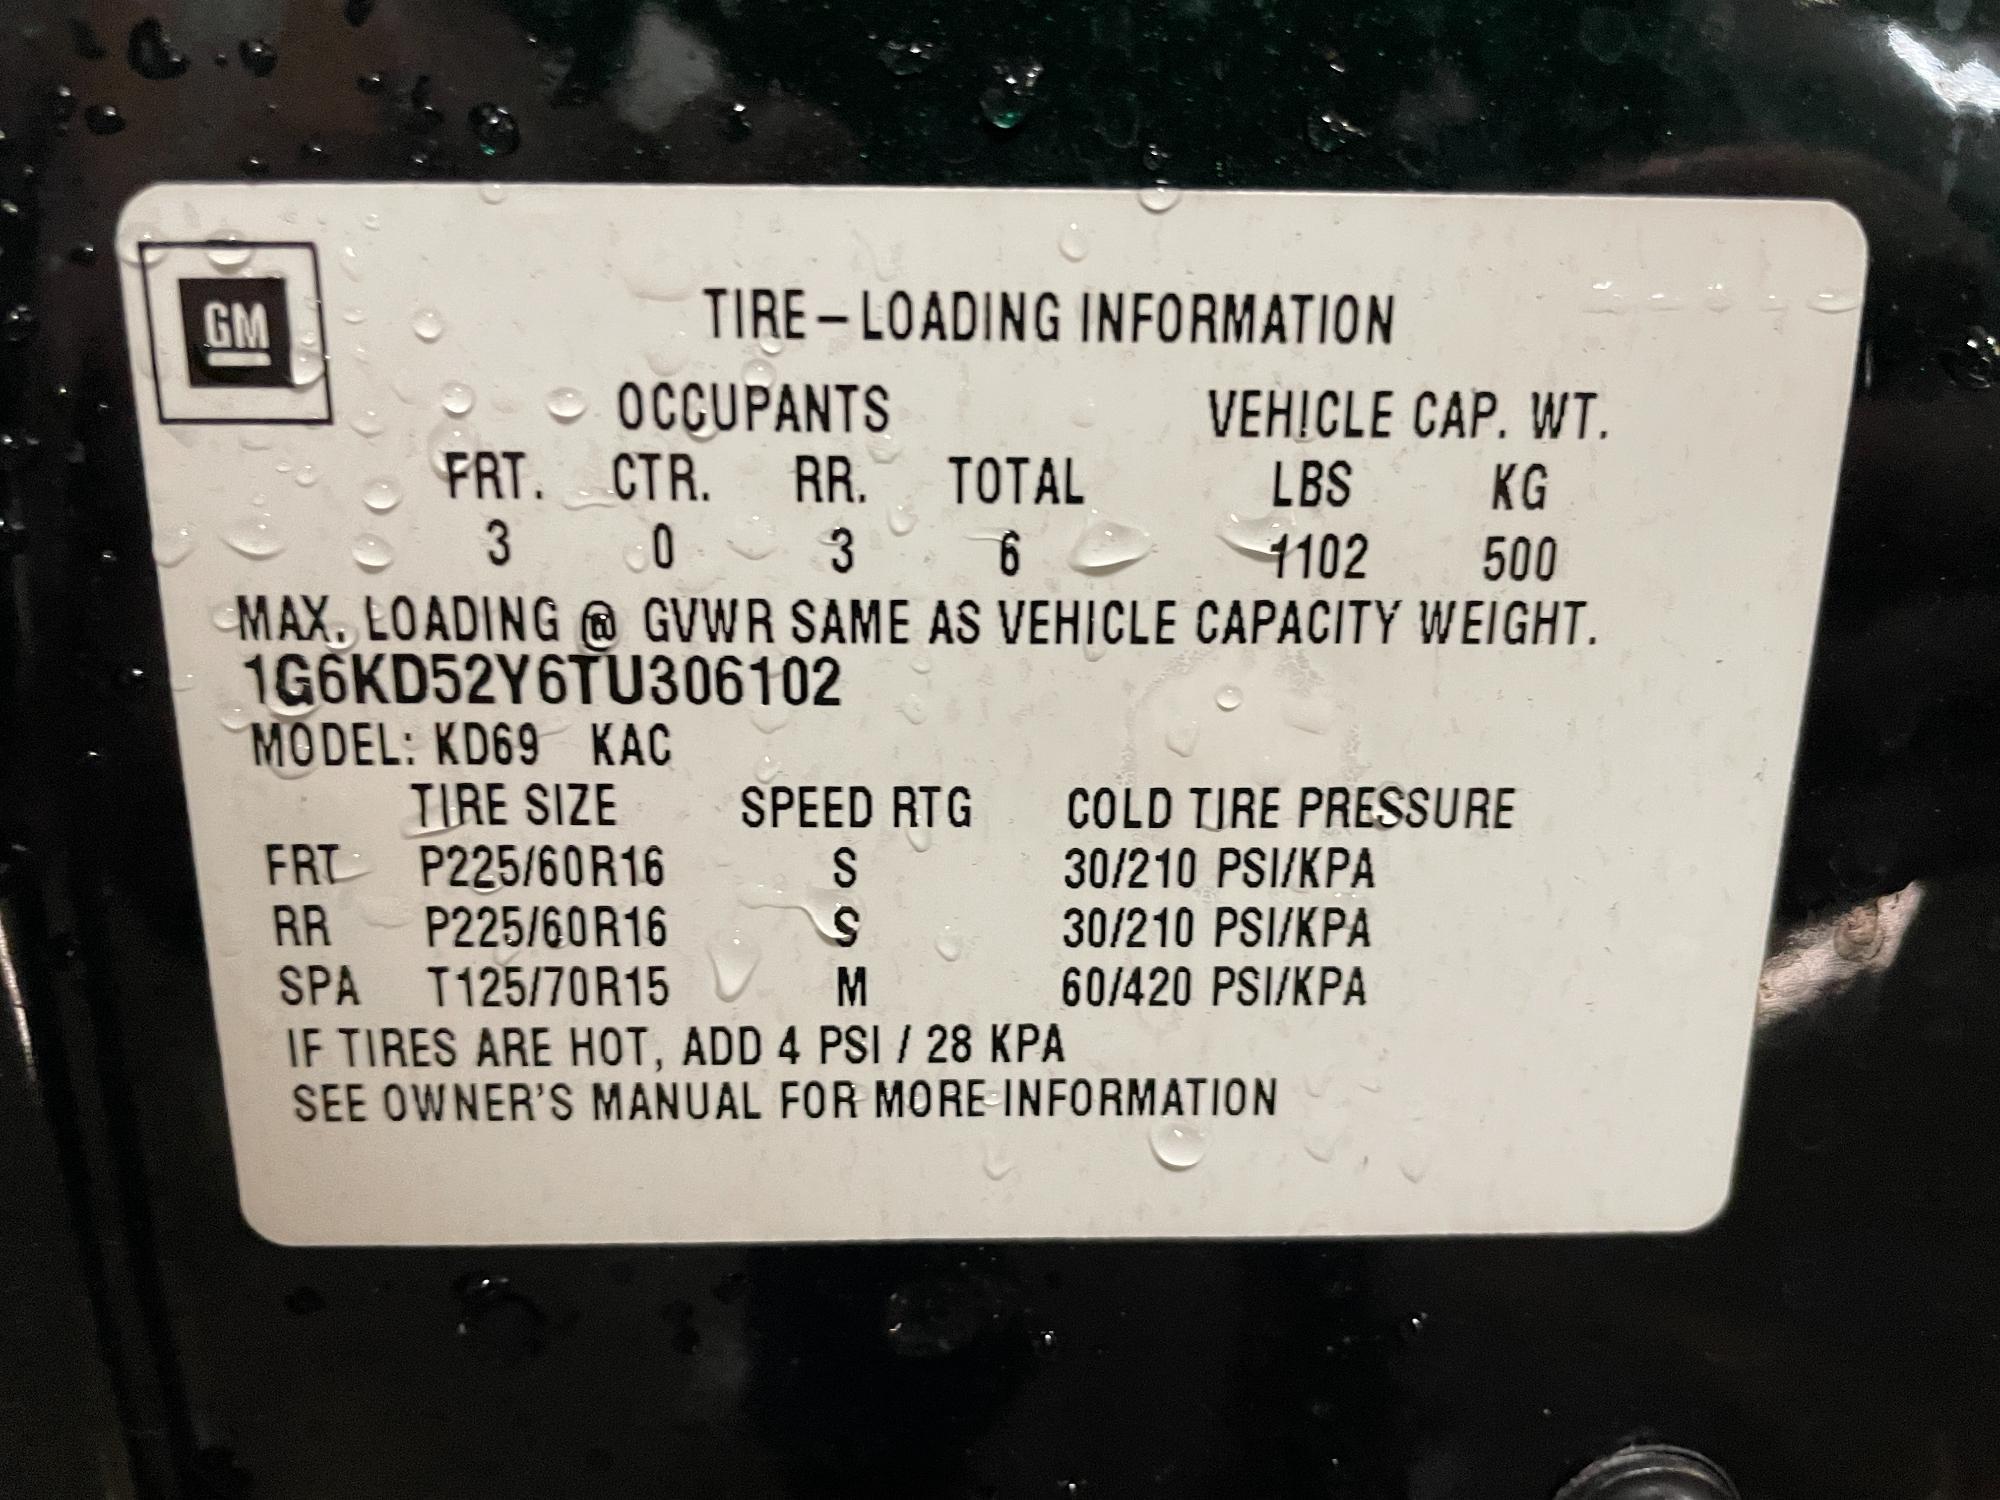 GM
TIRE–LOADING INFORMATION
OCCUPANTS VEHICLE CAP. WT.
FRT. CTR. RR. TOTAL LBS KG
3 0 3 6 1102 500
MAX. LOADING @ GVWR SAME AS VEHICLE CAPACITY WEIGHT.
1G6KD52Y6TU306102
MODEL: KD69 KAC
TIRE SIZE SPEED RTG COLD TIRE PRESSURE
FRT P225/60R16 S 30/210 PSI/KPA
RR P225/60R16 S 30/210 PSI/KPA
SPA T125/70R15 M 60/420 PSI/KPA
IF TIRES ARE HOT, ADD 4 PSI / 28 KPA
SEE OWNER'S MANUAL FOR MORE INFORMATION